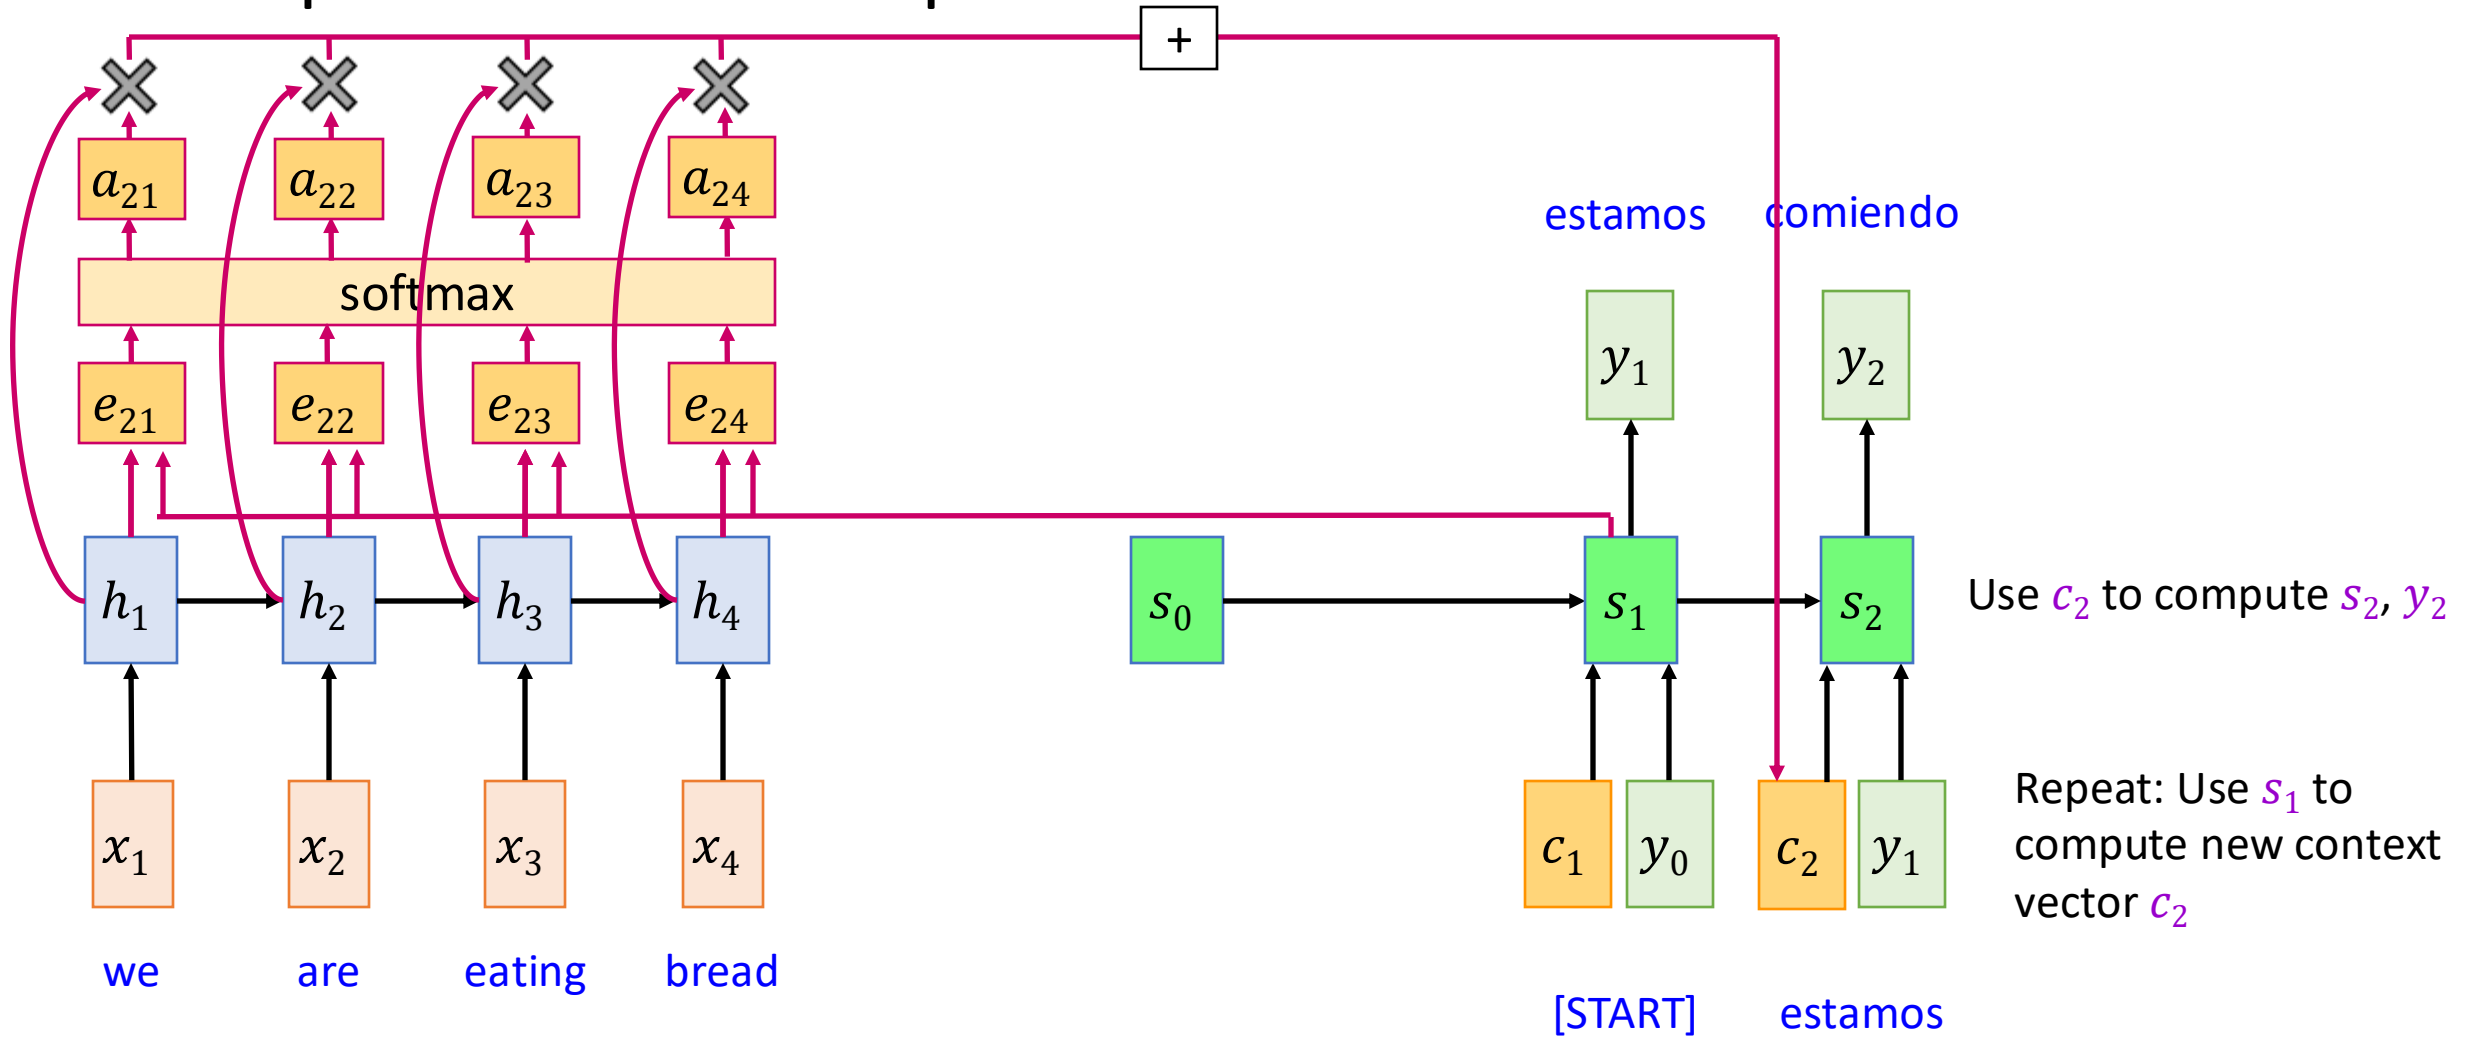 +
a₂₁ a₂₂ a₂₃ a₂₄
estamos comiendo
softmax
y₁ y₂
e₂₁ e₂₂ e₂₃ e₂₄
h₁ h₂ h₃ h₄ s₀ s₁ s₂
Use c₂ to compute s₂, y₂
x₁ x₂ x₃ x₄ c₁ y₀ c₂ y₁
Repeat: Use s₁ to
compute new context
vector c₂
we are eating bread
[START] estamos